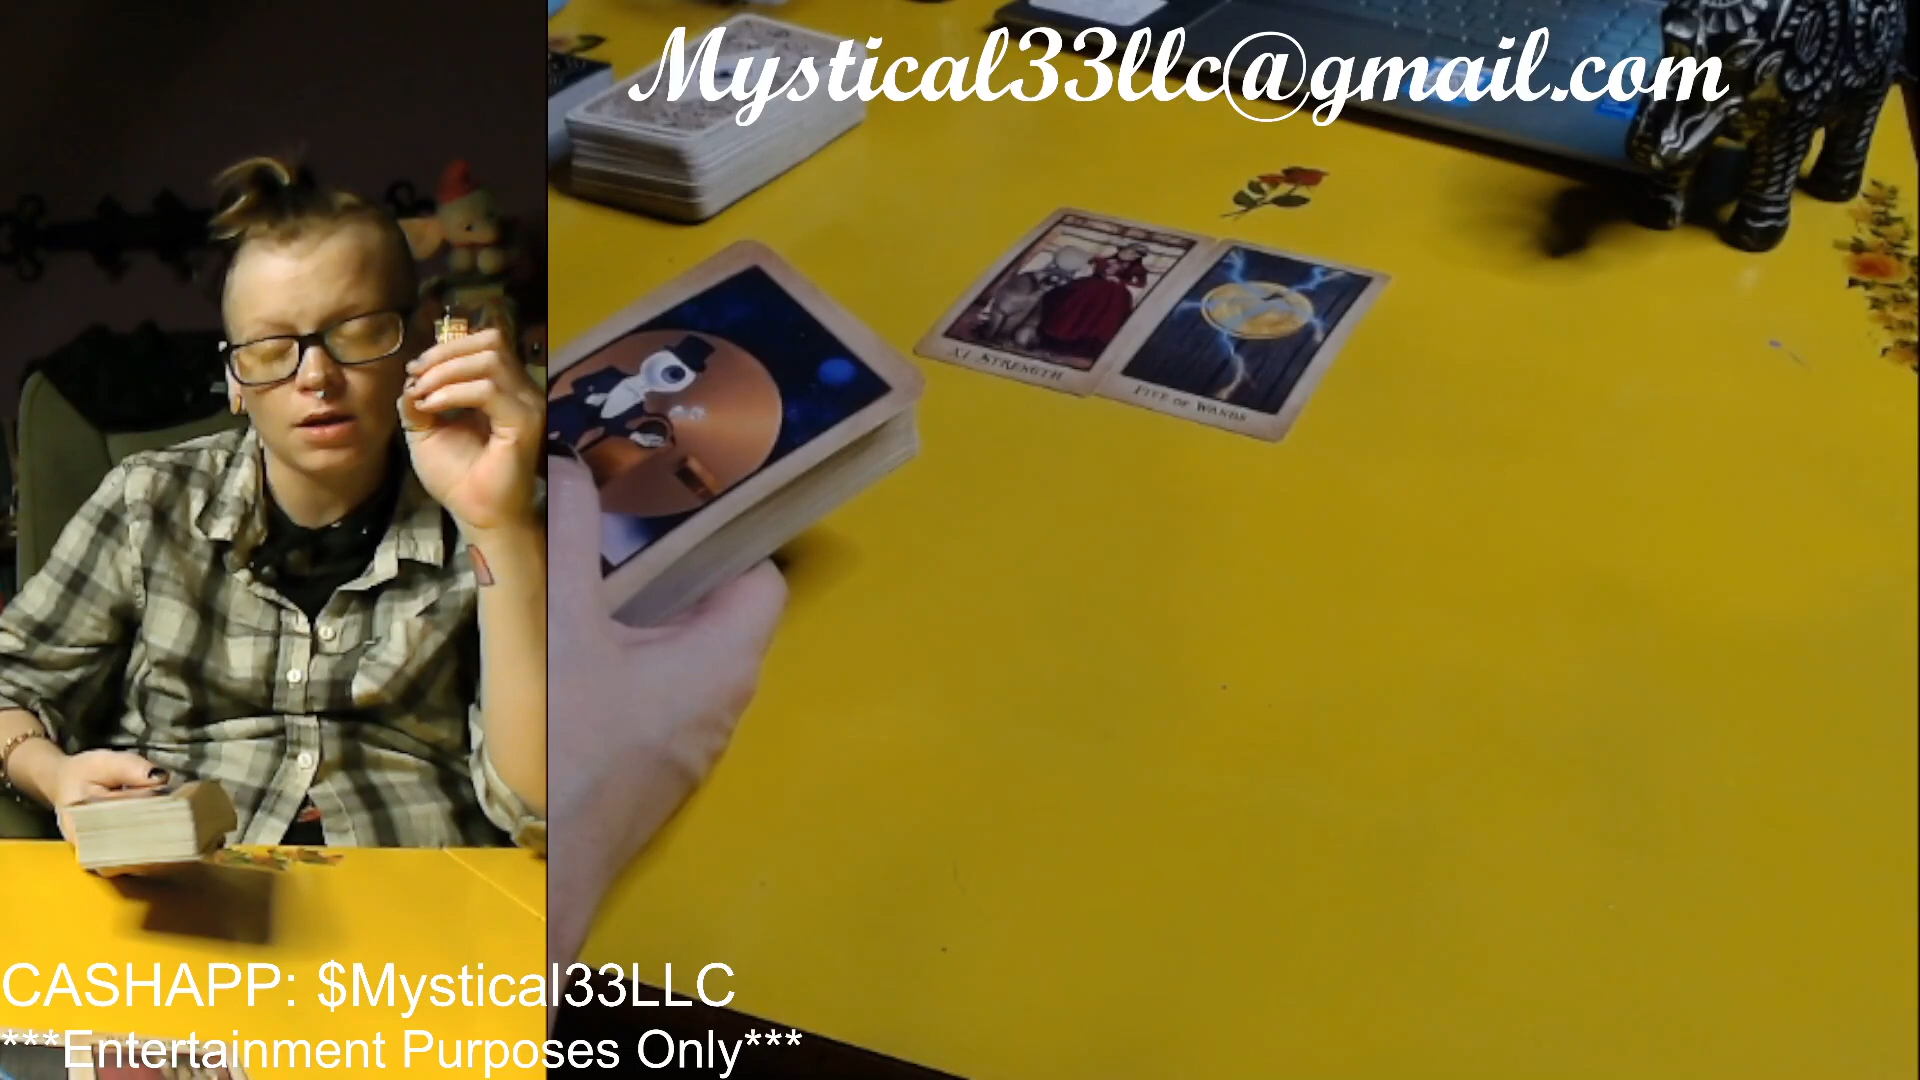 Mystical33llc@gmail.com
XI STRENGTH
FIVE OF WANDS
CASHAPP: $Mystical33LLC
***Entertainment Purposes Only***